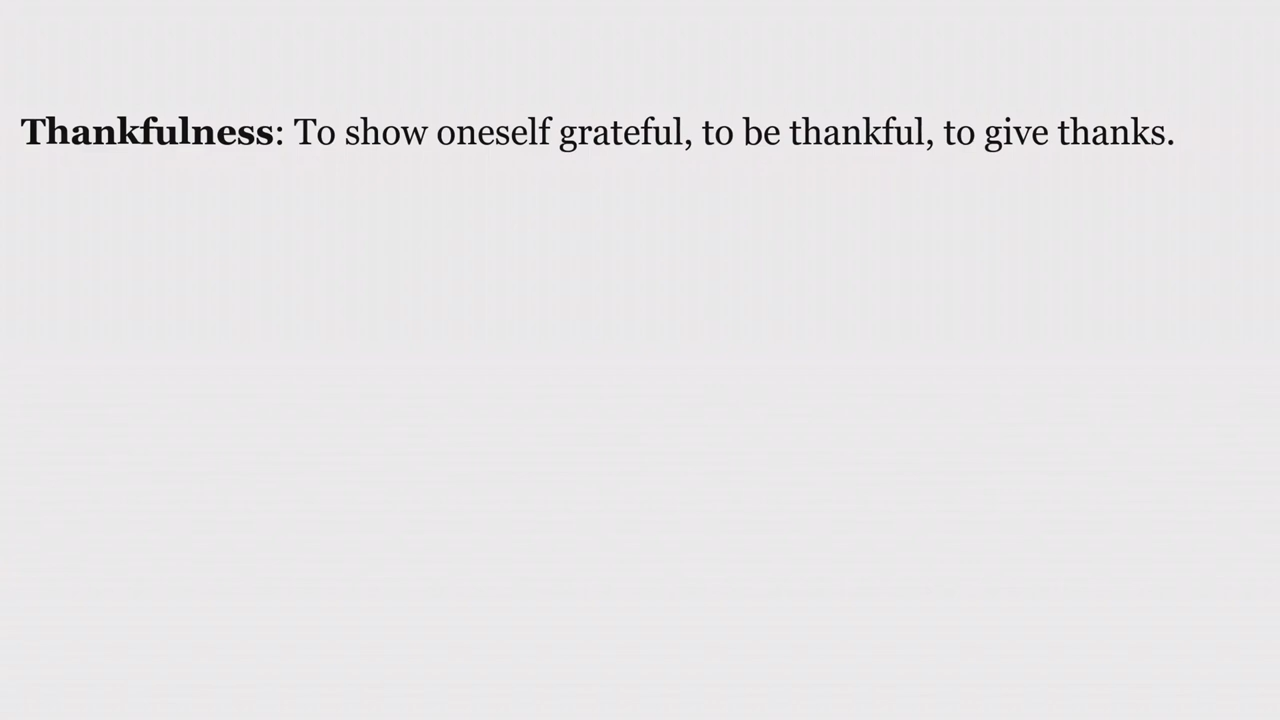 Thankfulness: To show oneself grateful, to be thankful, to give thanks.